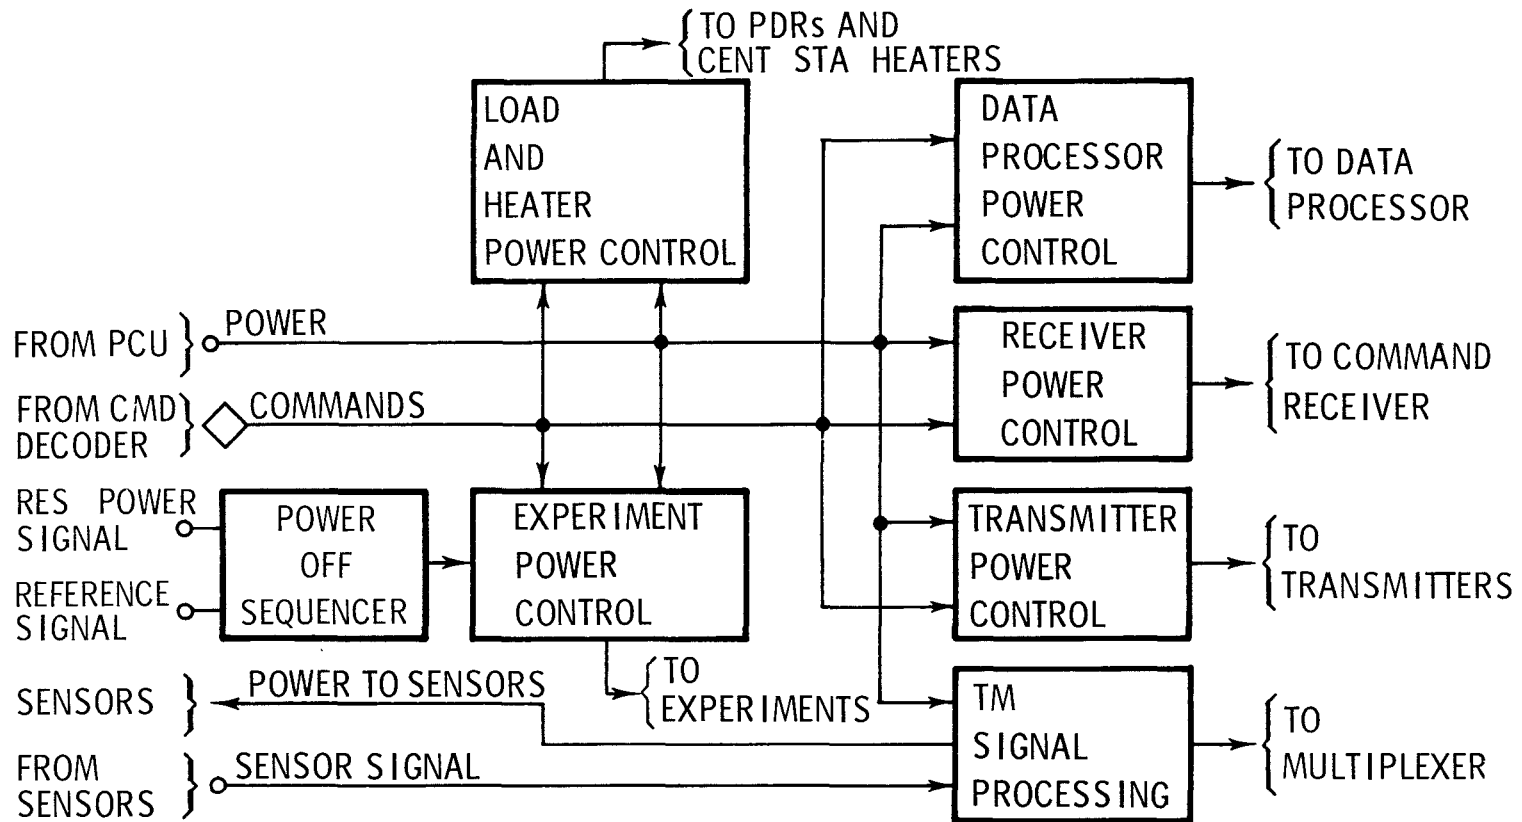 TO PDRs AND
CENT STA HEATERS
LOAD
AND
HEATER
POWER CONTROL
DATA
PROCESSOR
POWER
CONTROL
TO DATA
PROCESSOR
FROM PCU
POWER
RECEIVER
POWER
CONTROL
TO COMMAND
RECEIVER
FROM CMD
DECODER
COMMANDS
RES POWER
SIGNAL
REFERENCE
SIGNAL
POWER
OFF
SEQUENCER
EXPERIMENT
POWER
CONTROL
TRANSMITTER
POWER
CONTROL
TO
TRANSMITTERS
TO
EXPERIMENTS
SENSORS
POWER TO SENSORS
FROM
SENSORS
SENSOR SIGNAL
TM
SIGNAL
PROCESSING
TO
MULTIPLEXER